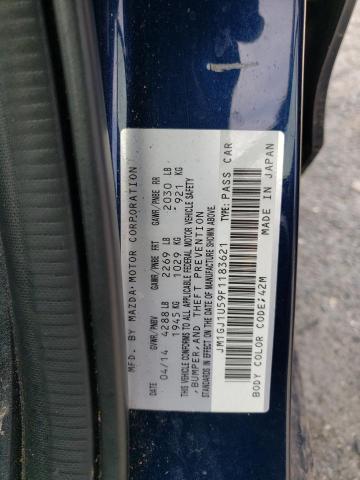 MFD. BY MAZDA MOTOR CORPORATION
DATE GVWR/PNBV GAWR/PNBE FRT GAWR/PNBE RR
04/14 4288 LB 2269 LB 2030 LB
1945 KG 1029 KG 921 KG
THIS VEHICLE CONFORMS TO ALL APPLICABLE FEDERAL MOTOR VEHICLE SAFETY
, BUMPER, AND THEFT PREVENTION
STANDARDS IN EFFECT ON THE DATE OF MANUFACTURE SHOWN ABOVE.
JM1GJ1U59F1183621 TYPE: PASS CAR
BODY COLOR CODE:42M MADE IN JAPAN